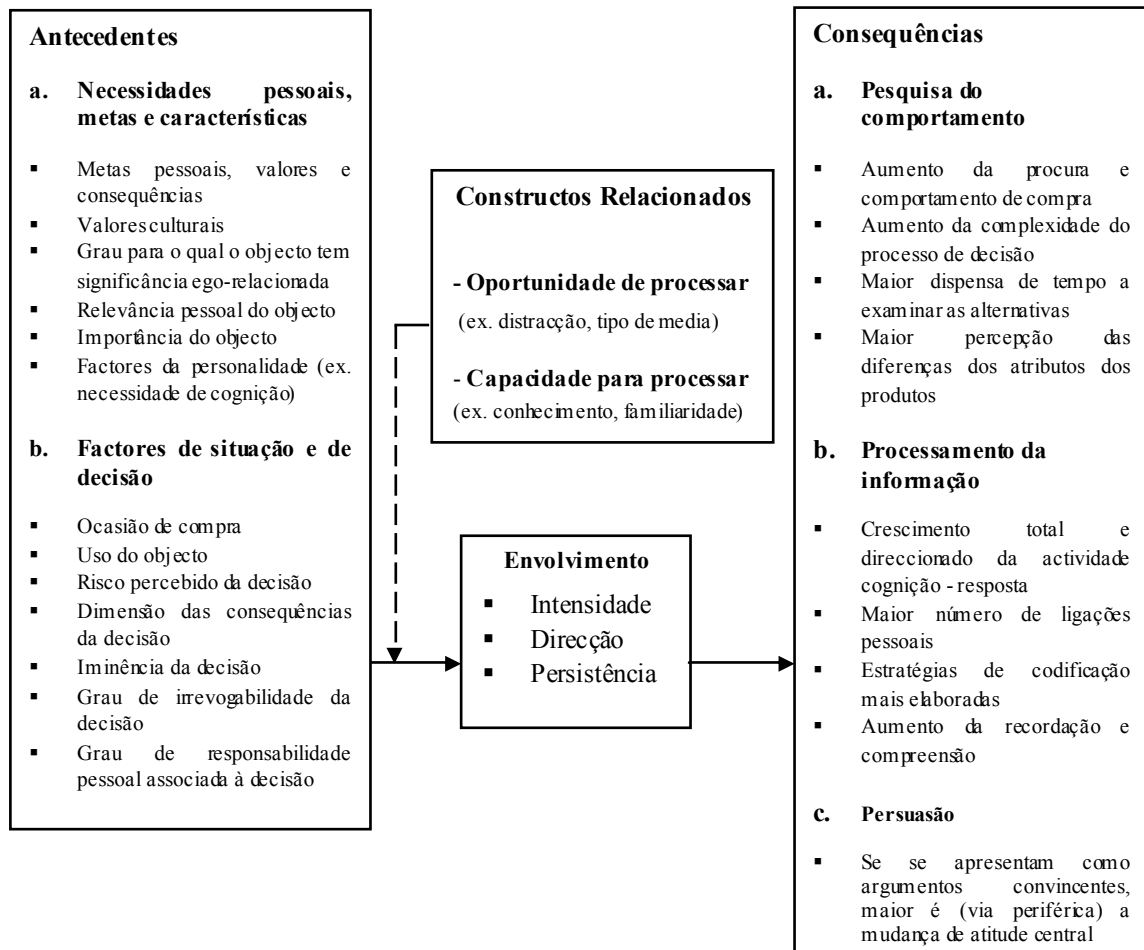 Antecedentes
a. Necessidades pessoais,
metas e características
▪ Metas pessoais, valores e
consequências
▪ Valores culturais
▪ Grau para o qual o objecto tem
significância ego-relacionada
▪ Relevância pessoal do objecto
▪ Importância do objecto
▪ Factores da personalidade (ex.
necessidade de cognição)
b. Factores de situação e de
decisão
▪ Ocasião de compra
▪ Uso do objecto
▪ Risco percebido da decisão
▪ Dimensão das consequências
da decisão
▪ Iminência da decisão
▪ Grau de irrevogabilidade da
decisão
▪ Grau de responsabilidade
pessoal associada à decisão
Constructos Relacionados
- Oportunidade de processar
(ex. distracção, tipo de media)
- Capacidade para processar
(ex. conhecimento, familiaridade)
Envolvimento
▪ Intensidade
▪ Direcção
▪ Persistência
Consequências
a. Pesquisa do
comportamento
▪ Aumento da procura e
comportamento de compra
▪ Aumento da complexidade do
processo de decisão
▪ Maior dispensa de tempo a
examinar as alternativas
▪ Maior percepção das
diferenças dos atributos dos
produtos
b. Processamento da
informação
▪ Crescimento total e
direccionado da actividade
cognição - resposta
▪ Maior número de ligações
pessoais
▪ Estratégias de codificação
mais elaboradas
▪ Aumento da recordação e
compreensão
c. Persuasão
▪ Se se apresentam como
argumentos convincentes,
maior é (via periférica) a
mudança de atitude central